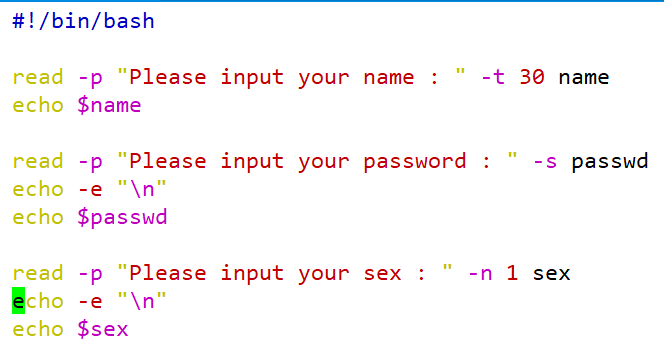 #!/bin/bash
read -p "Please input your name : " -t 30 name
echo $name
read -p "Please input your password : " -s passwd
echo -e "\n"
echo $passwd
read -p "Please input your sex : " -n 1 sex
echo -e "\n"
echo $sex